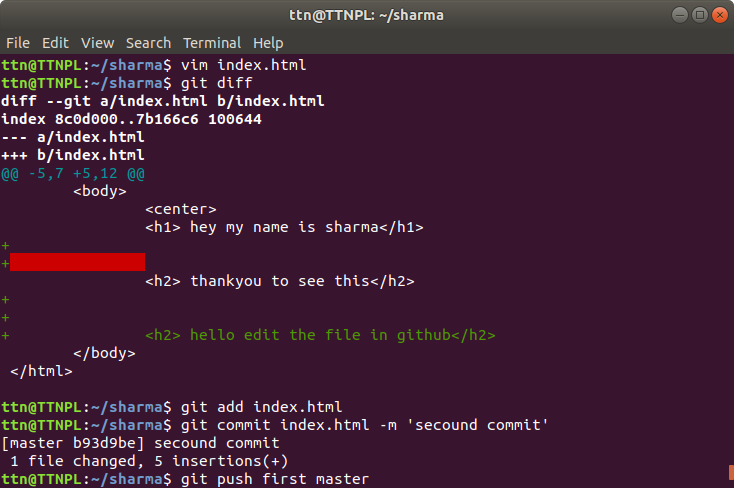 ttn@TTNPL: ~/sharma
File Edit View Search Terminal Help
ttn@TTNPL:~/sharma$ vim index.html
ttn@TTNPL:~/sharma$ git diff
diff --git a/index.html b/index.html
index 8c0d000..7b166c6 100644
--- a/index.html
+++ b/index.html
@@ -5,7 +5,12 @@
        <body>
                <center>
                <h1> hey my name is sharma</h1>
+
+
                <h2> thankyou to see this</h2>
+
+
+               <h2> hello edit the file in github</h2>
        </body>
 </html>
ttn@TTNPL:~/sharma$ git add index.html
ttn@TTNPL:~/sharma$ git commit index.html -m 'secound commit'
[master b93d9be] secound commit
 1 file changed, 5 insertions(+)
ttn@TTNPL:~/sharma$ git push first master